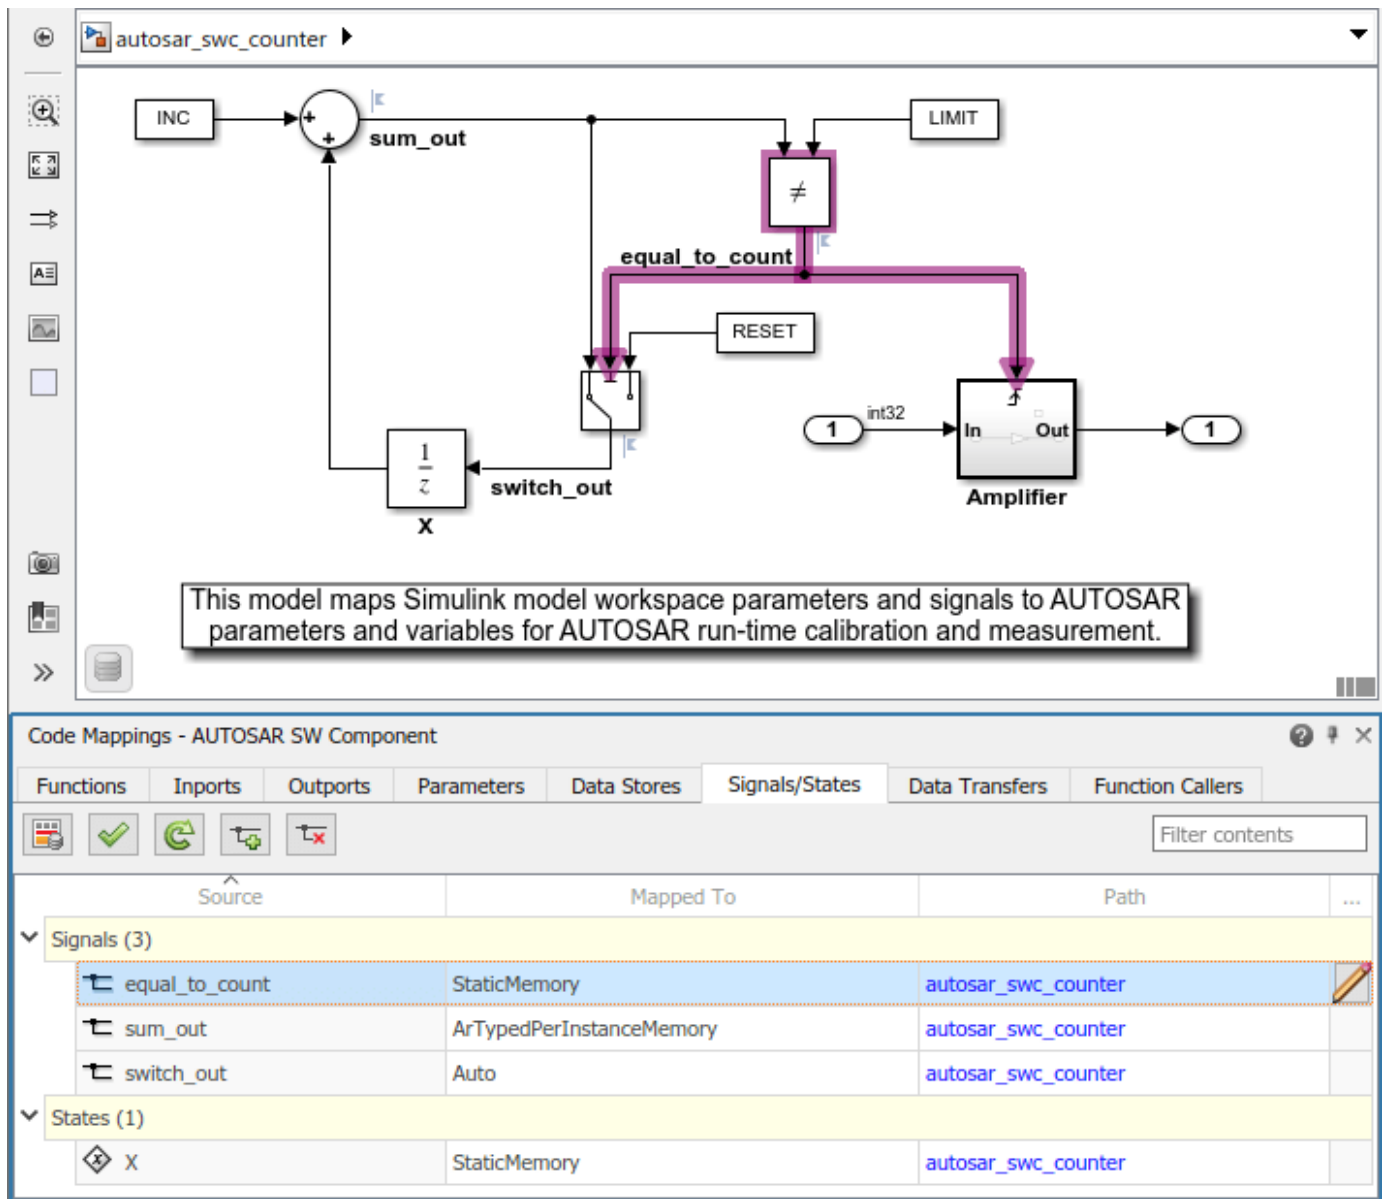 autosar_swc_counter
INC
+
+
sum_out
LIMIT
≠
equal_to_count
RESET
1
int32
In
Out
1
Amplifier
1
z
switch_out
X
This model maps Simulink model workspace parameters and signals to AUTOSAR
parameters and variables for AUTOSAR run-time calibration and measurement.
Code Mappings - AUTOSAR SW Component
Functions Inports Outports Parameters Data Stores Signals/States Data Transfers Function Callers
Filter contents
Source Mapped To Path ...
Signals (3)
equal_to_count StaticMemory autosar_swc_counter
sum_out ArTypedPerInstanceMemory autosar_swc_counter
switch_out Auto autosar_swc_counter
States (1)
X StaticMemory autosar_swc_counter